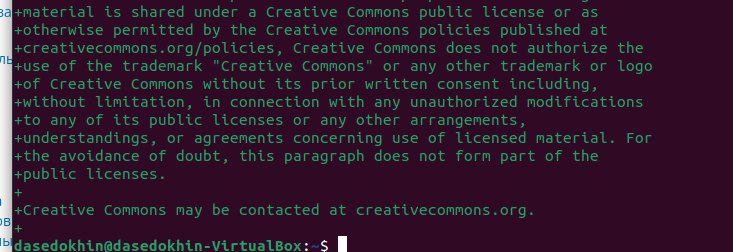 +material is shared under a Creative Commons public license or as
+otherwise permitted by the Creative Commons policies published at
+creativecommons.org/policies, Creative Commons does not authorize the
+use of the trademark "Creative Commons" or any other trademark or logo
+of Creative Commons without its prior written consent including,
+without limitation, in connection with any unauthorized modifications
+to any of its public licenses or any other arrangements,
+understandings, or agreements concerning use of licensed material. For
+the avoidance of doubt, this paragraph does not form part of the
+public licenses.
+
+Creative Commons may be contacted at creativecommons.org.
+
dasedokhin@dasedokhin-VirtualBox:~$